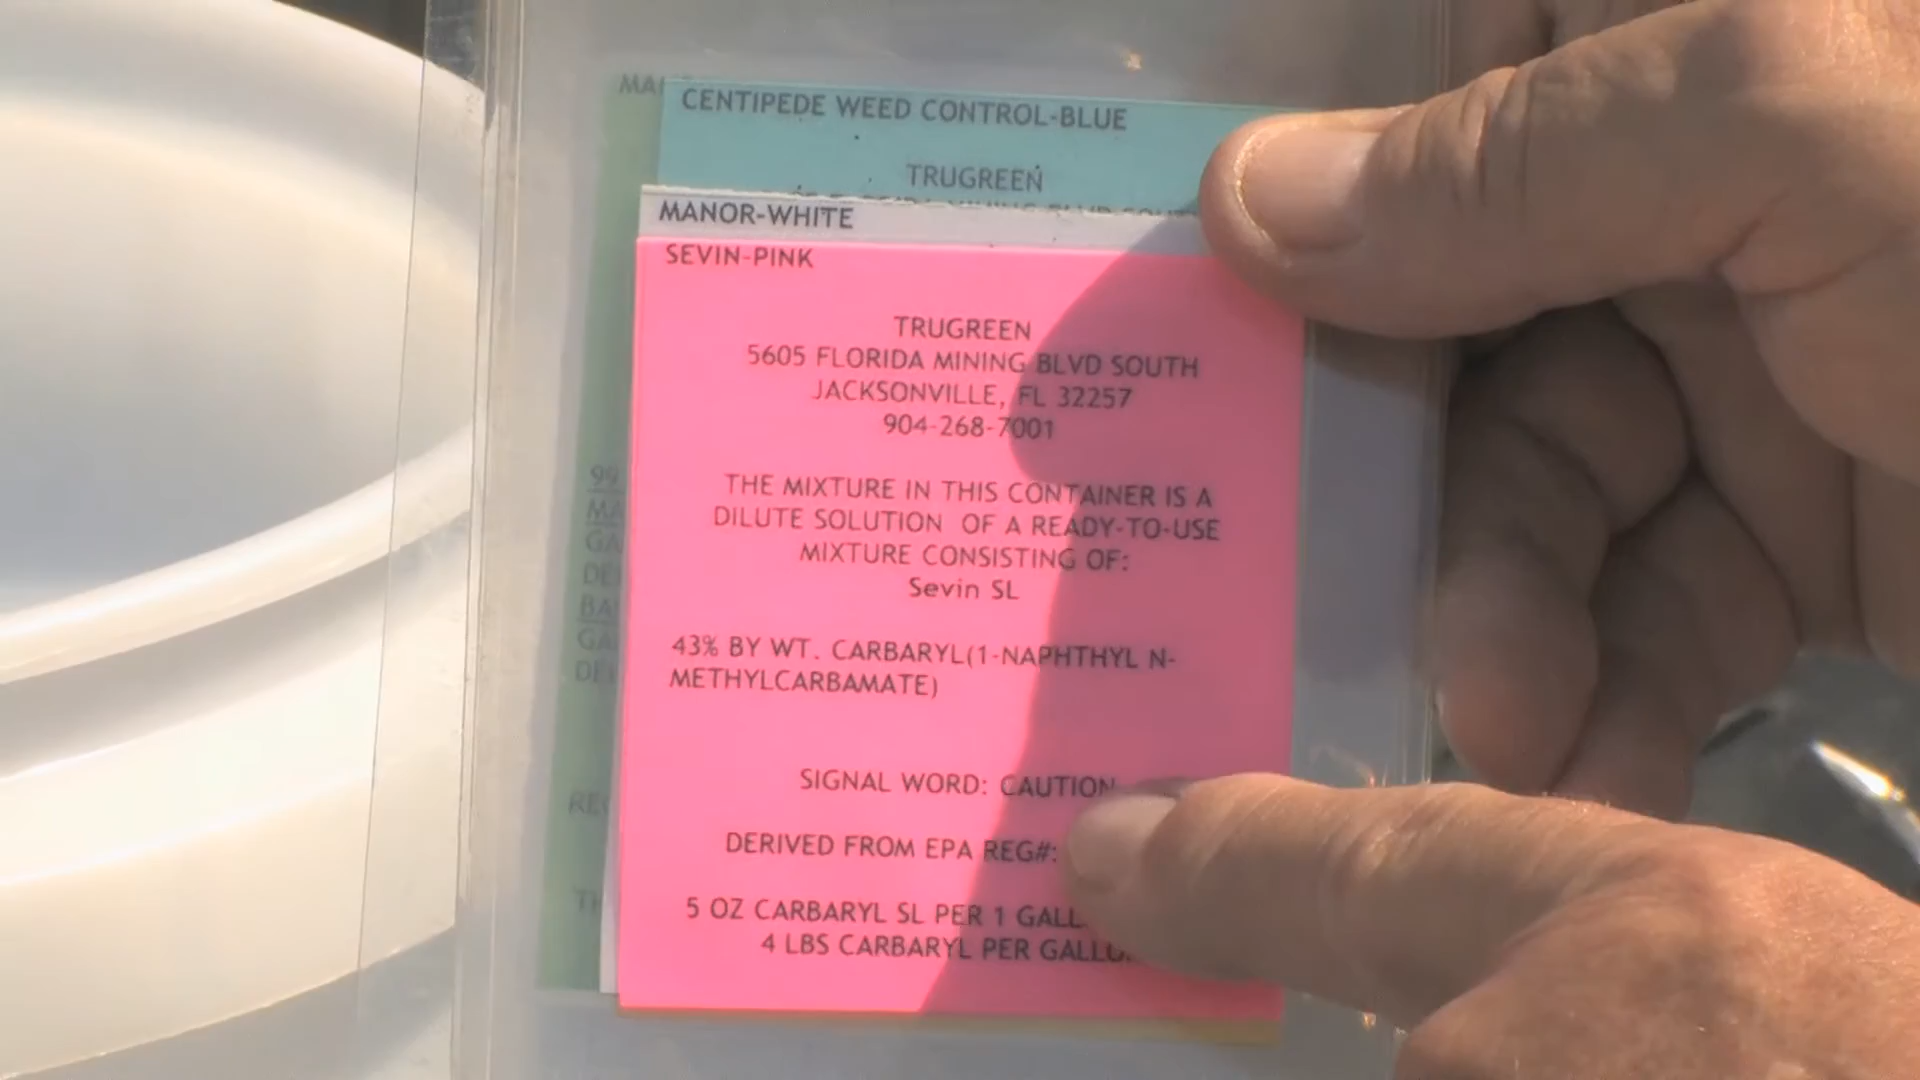 CENTIPEDE WEED CONTROL-BLUE
TRUGREEN
MANOR-WHITE
SEVIN-PINK
TRUGREEN
5605 FLORIDA MINING BLVD SOUTH
JACKSONVILLE, FL 32257
904-268-7001
THE MIXTURE IN THIS CONTAINER IS A
DILUTE SOLUTION OF A READY-TO-USE
MIXTURE CONSISTING OF:
Sevin SL
43% BY WT. CARBARYL(1-NAPHTHYL N-
METHYLCARBAMATE)
SIGNAL WORD: CAUTION
DERIVED FROM EPA REG#:
5 OZ CARBARYL SL PER 1 GALL
4 LBS CARBARYL PER GALLO